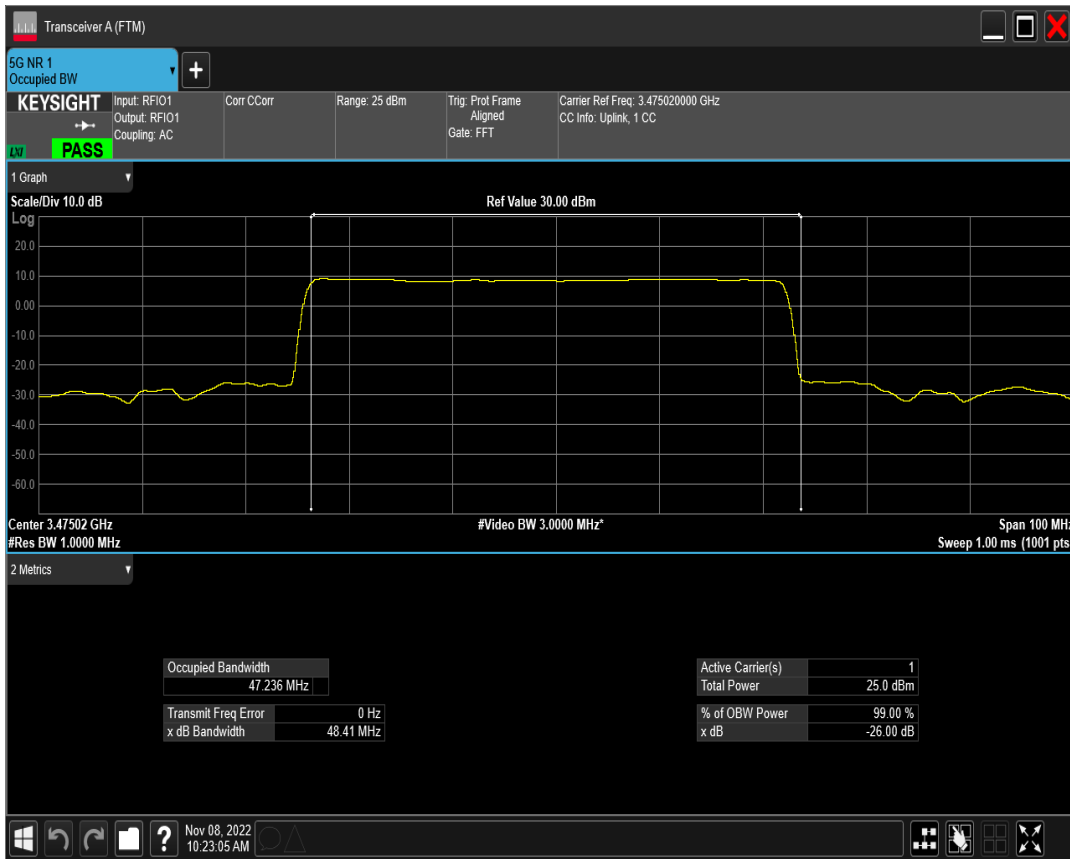 Transceiver A (FTM)
5G NR 1
Occupied BW
+
KEYSIGHT
LXI
PASS
Input: RFIO1
Output: RFIO1
Coupling: AC
Corr CCorr
Range: 25 dBm
Trig: Prot Frame
Aligned
Gate: FFT
Carrier Ref Freq: 3.475020000 GHz
CC Info: Uplink, 1 CC
1 Graph
Scale/Div 10.0 dB
Ref Value 30.00 dBm
Log
20.0
10.0
0.00
-10.0
-20.0
-30.0
-40.0
-50.0
-60.0
Center 3.47502 GHz
#Video BW 3.0000 MHz*
Span 100 MHz
#Res BW 1.0000 MHz
Sweep 1.00 ms (1001 pts
2 Metrics
Occupied Bandwidth
47.236 MHz
Transmit Freq Error 0 Hz
x dB Bandwidth 48.41 MHz
Active Carrier(s) 1
Total Power 25.0 dBm
% of OBW Power 99.00 %
x dB -26.00 dB
?
Nov 08, 2022
10:23:05 AM